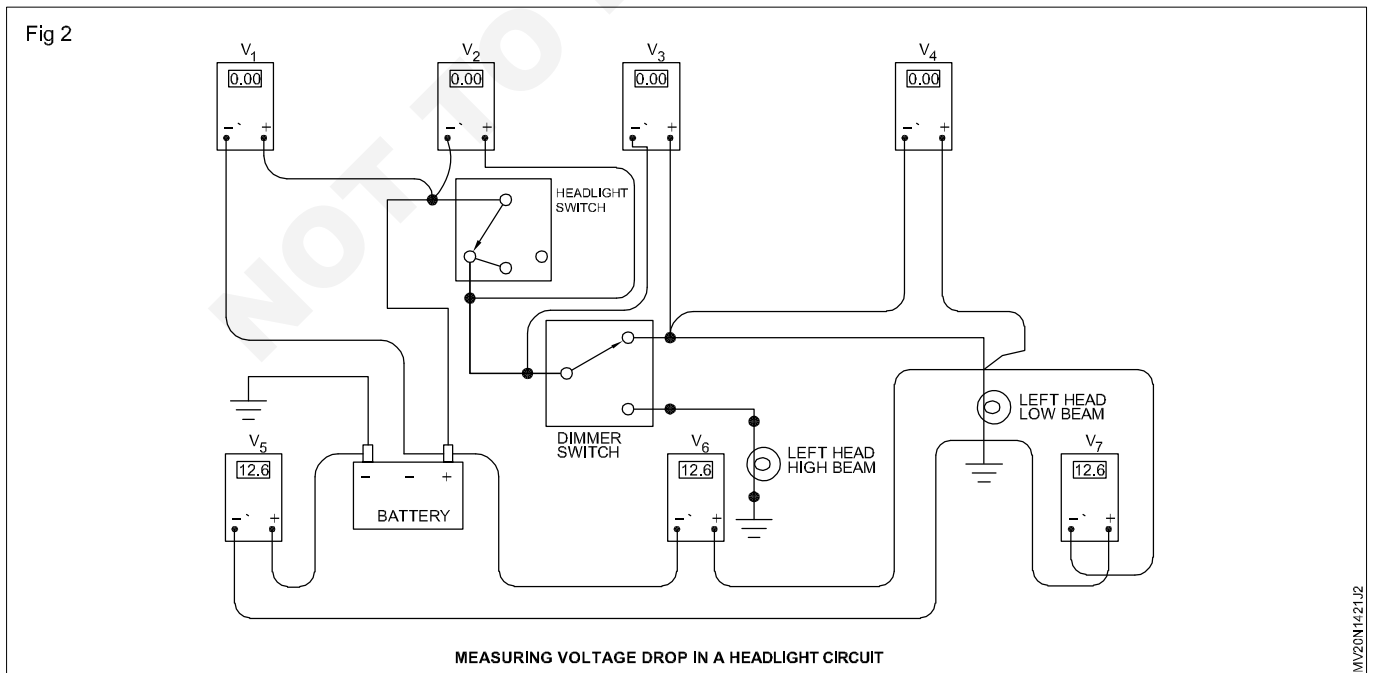 Fig 2
V1
V2
V3
V4
0.00
0.00
0.00
0.00
- ` +
- ` +
- ` +
- ` +
HEADLIGHT
SWITCH
NOT TO
LEFT HEAD
LOW BEAM
DIMMER
SWITCH
LEFT HEAD
HIGH BEAM
V5
V6
V7
12.6
12.6
12.6
- ` +
- - +
- ` +
- ` +
BATTERY
MEASURING VOLTAGE DROP IN A HEADLIGHT CIRCUIT
MV20N1421J2